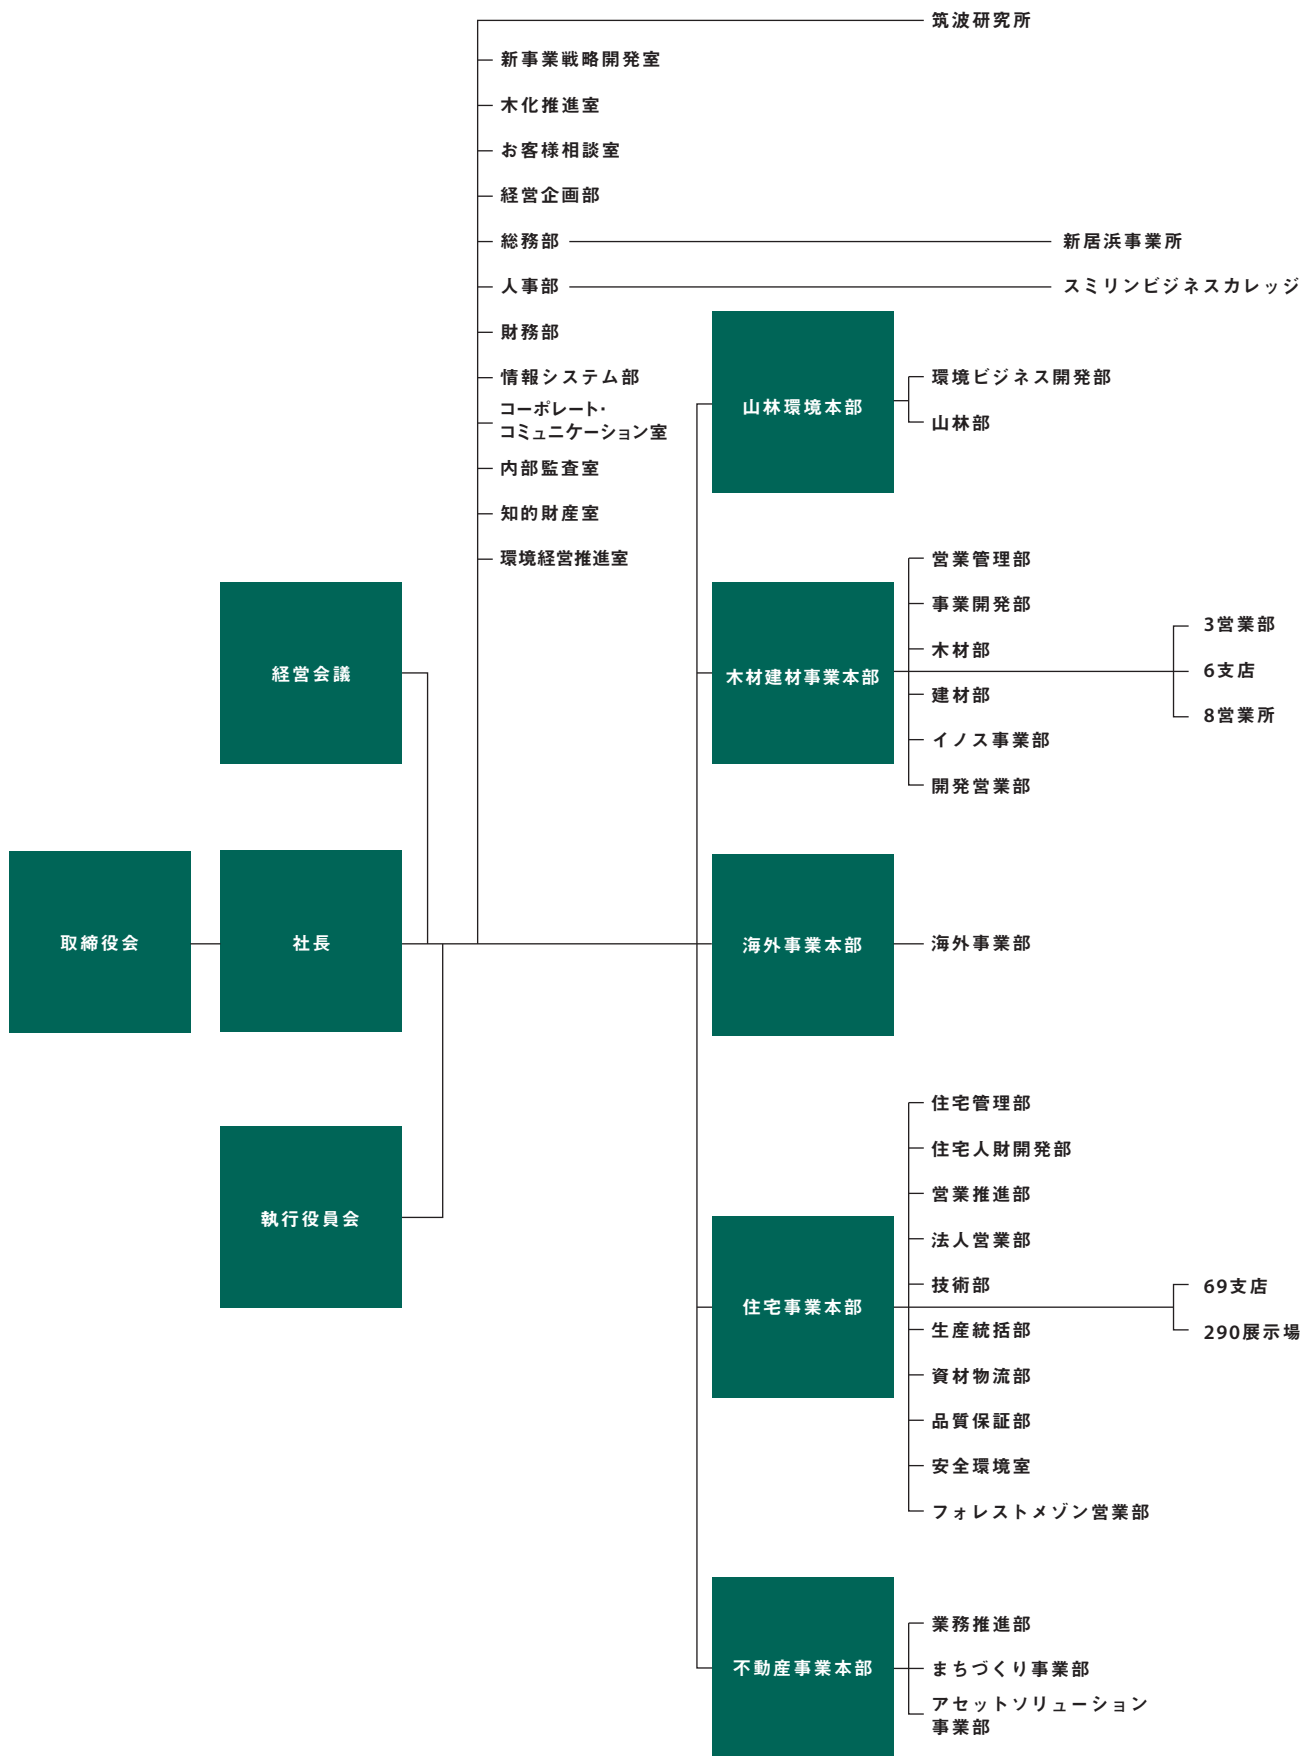 筑波研究所
新事業戦略開発室
木化推進室
お客様相談室
経営企画部
総務部
新居浜事業所
人事部
スミリンビジネスカレッジ
財務部
情報システム部
コーポレート・
コミュニケーション室
内部監査室
知的財産室
環境経営推進室
経営会議
取締役会
社長
執行役員会
山林環境本部
環境ビジネス開発部
山林部
木材建材事業本部
営業管理部
事業開発部
木材部
建材部
イノス事業部
開発営業部
3営業部
6支店
8営業所
海外事業本部
海外事業部
住宅事業本部
住宅管理部
住宅人財開発部
営業推進部
法人営業部
技術部
生産統括部
資材物流部
品質保証部
安全環境室
フォレストメゾン営業部
69支店
290展示場
不動産事業本部
業務推進部
まちづくり事業部
アセットソリューション
事業部